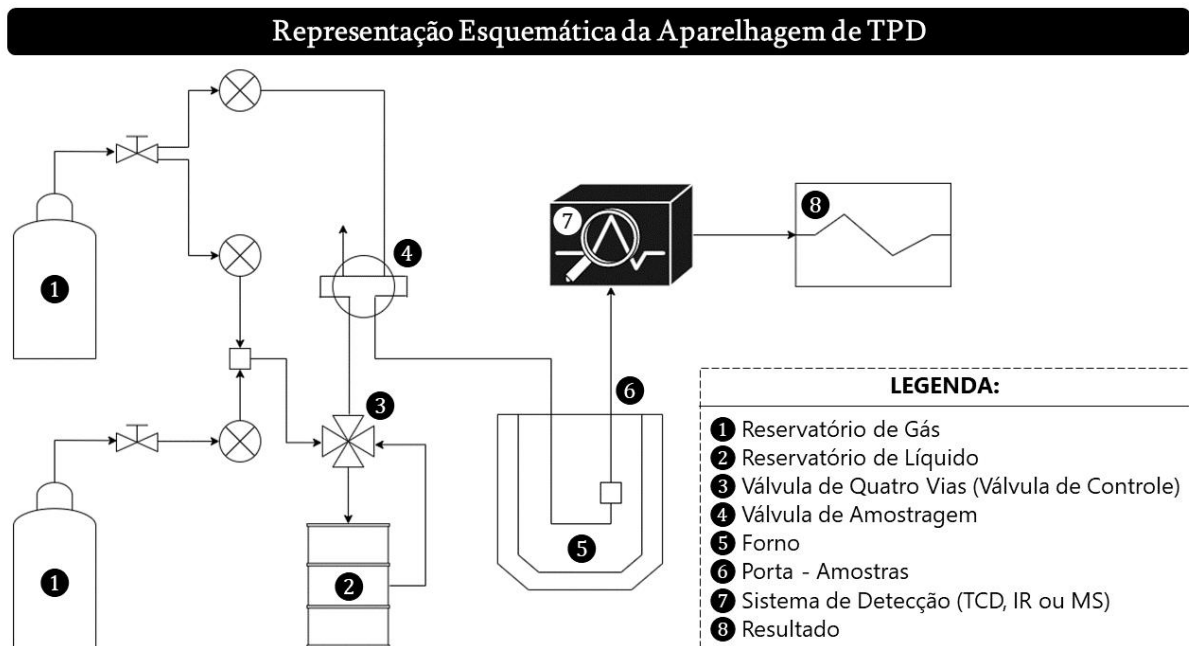 Representação Esquemática da Aparelhagem de TPD
1
1
2
3
4
5
6
7
8
LEGENDA:
1 Reservatório de Gás
2 Reservatório de Líquido
3 Válvula de Quatro Vias (Válvula de Controle)
4 Válvula de Amostragem
5 Forno
6 Porta - Amostras
7 Sistema de Detecção (TCD, IR ou MS)
8 Resultado